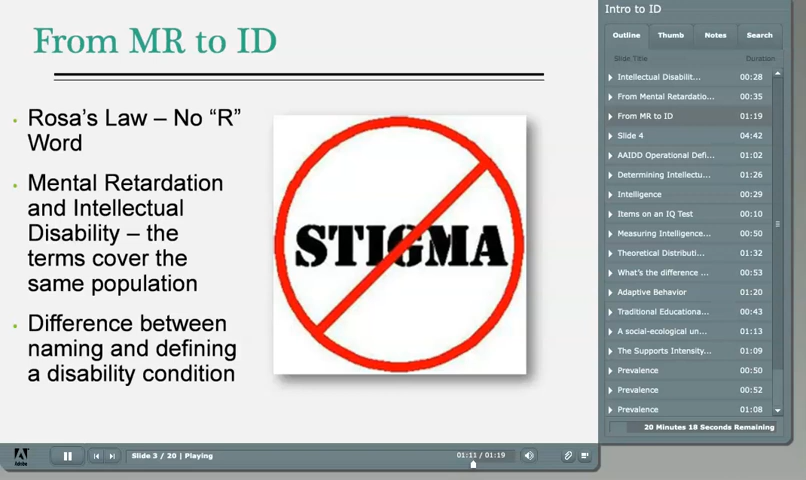 From MR to ID
Rosa's Law – No "R"
Word
Mental Retardation
and Intellectual
Disability – the
terms cover the
same population
Difference between
naming and defining
a disability condition
STIGMA
Intro to ID
Outline Thumb Notes Search
Slide Title Duration
Intellectual Disabilit... 00:28
From Mental Retardatio... 00:35
From MR to ID 01:19
Slide 4 04:42
AAIDD Operational Defi... 01:02
Determining Intellectu... 01:26
Intelligence 00:29
Items on an IQ Test 00:10
Measuring Intelligence... 00:50
Theoretical Distributi... 01:32
What's the difference ... 00:53
Adaptive Behavior 01:20
Traditional Educationa... 00:43
A social-ecological un... 01:13
The Supports Intensity... 01:09
Prevalence 00:50
Prevalence 00:52
Prevalence 01:08
20 Minutes 18 Seconds Remaining
Adobe
Slide 3 / 20 | Playing
01:11 / 01:19